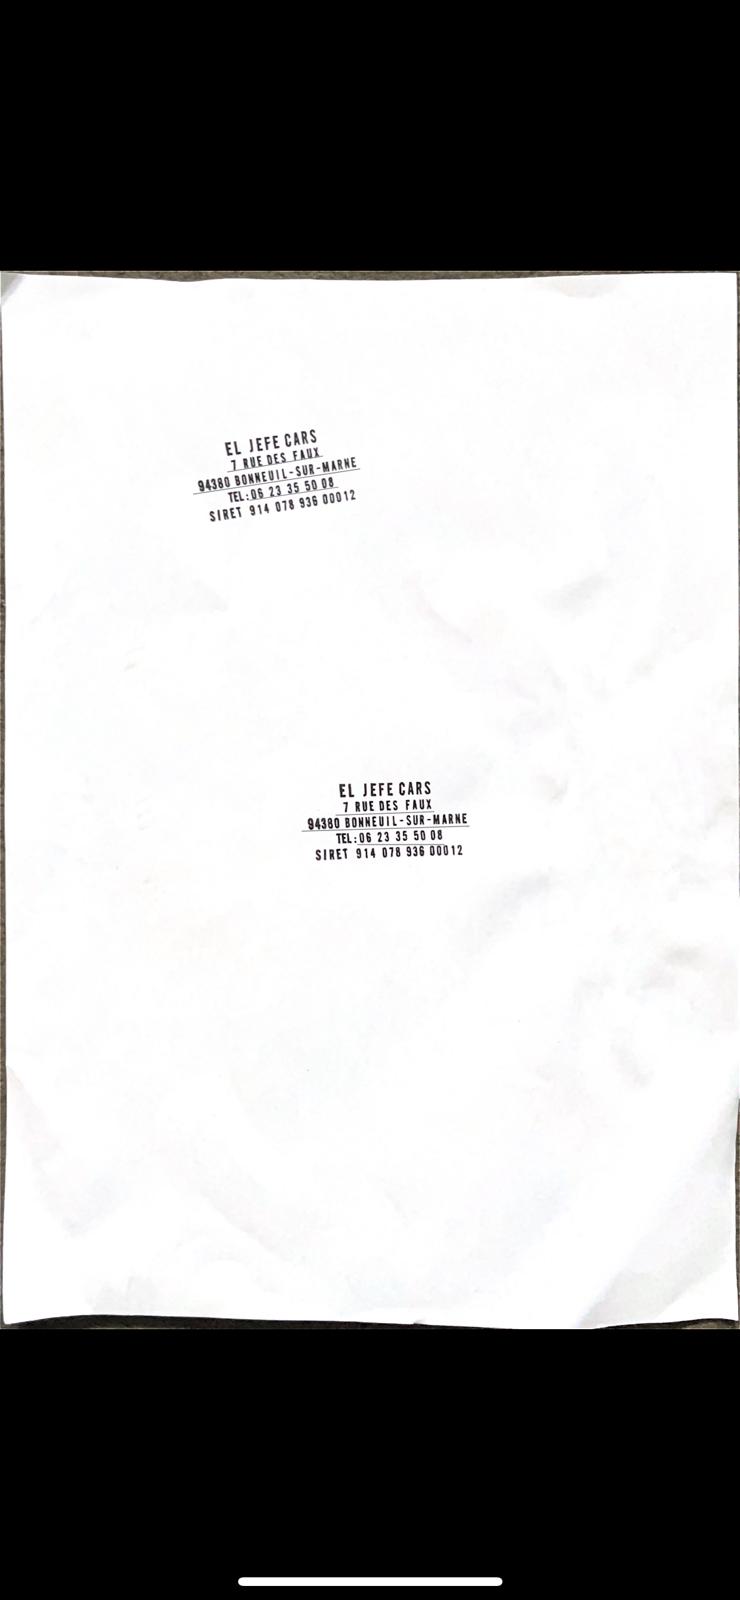 EL JEFE CARS
7 RUE DES FAUX
94380 BONNEUIL-SUR-MARNE
TEL:06 23 35 50 08
SIRET 914 078 936 00012
EL JEFE CARS
7 RUE DES FAUX
94380 BONNEUIL-SUR-MARNE
TEL:06 23 35 50 08
SIRET 914 078 936 00012